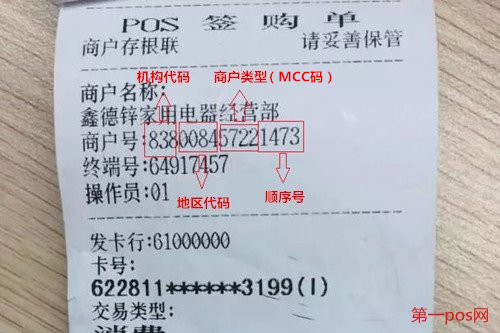 POS 签购单
商户存根联 请妥善保管
机构代码 商户类型（MCC码）
商户名称:
鑫德锌家用电器经营部
商户号:838008457221473
终端号:64917457
操作员:01
地区代码 顺序号
发卡行:61000000
卡号:
622811******3199(I)
交易类型:
消费
第一pos网